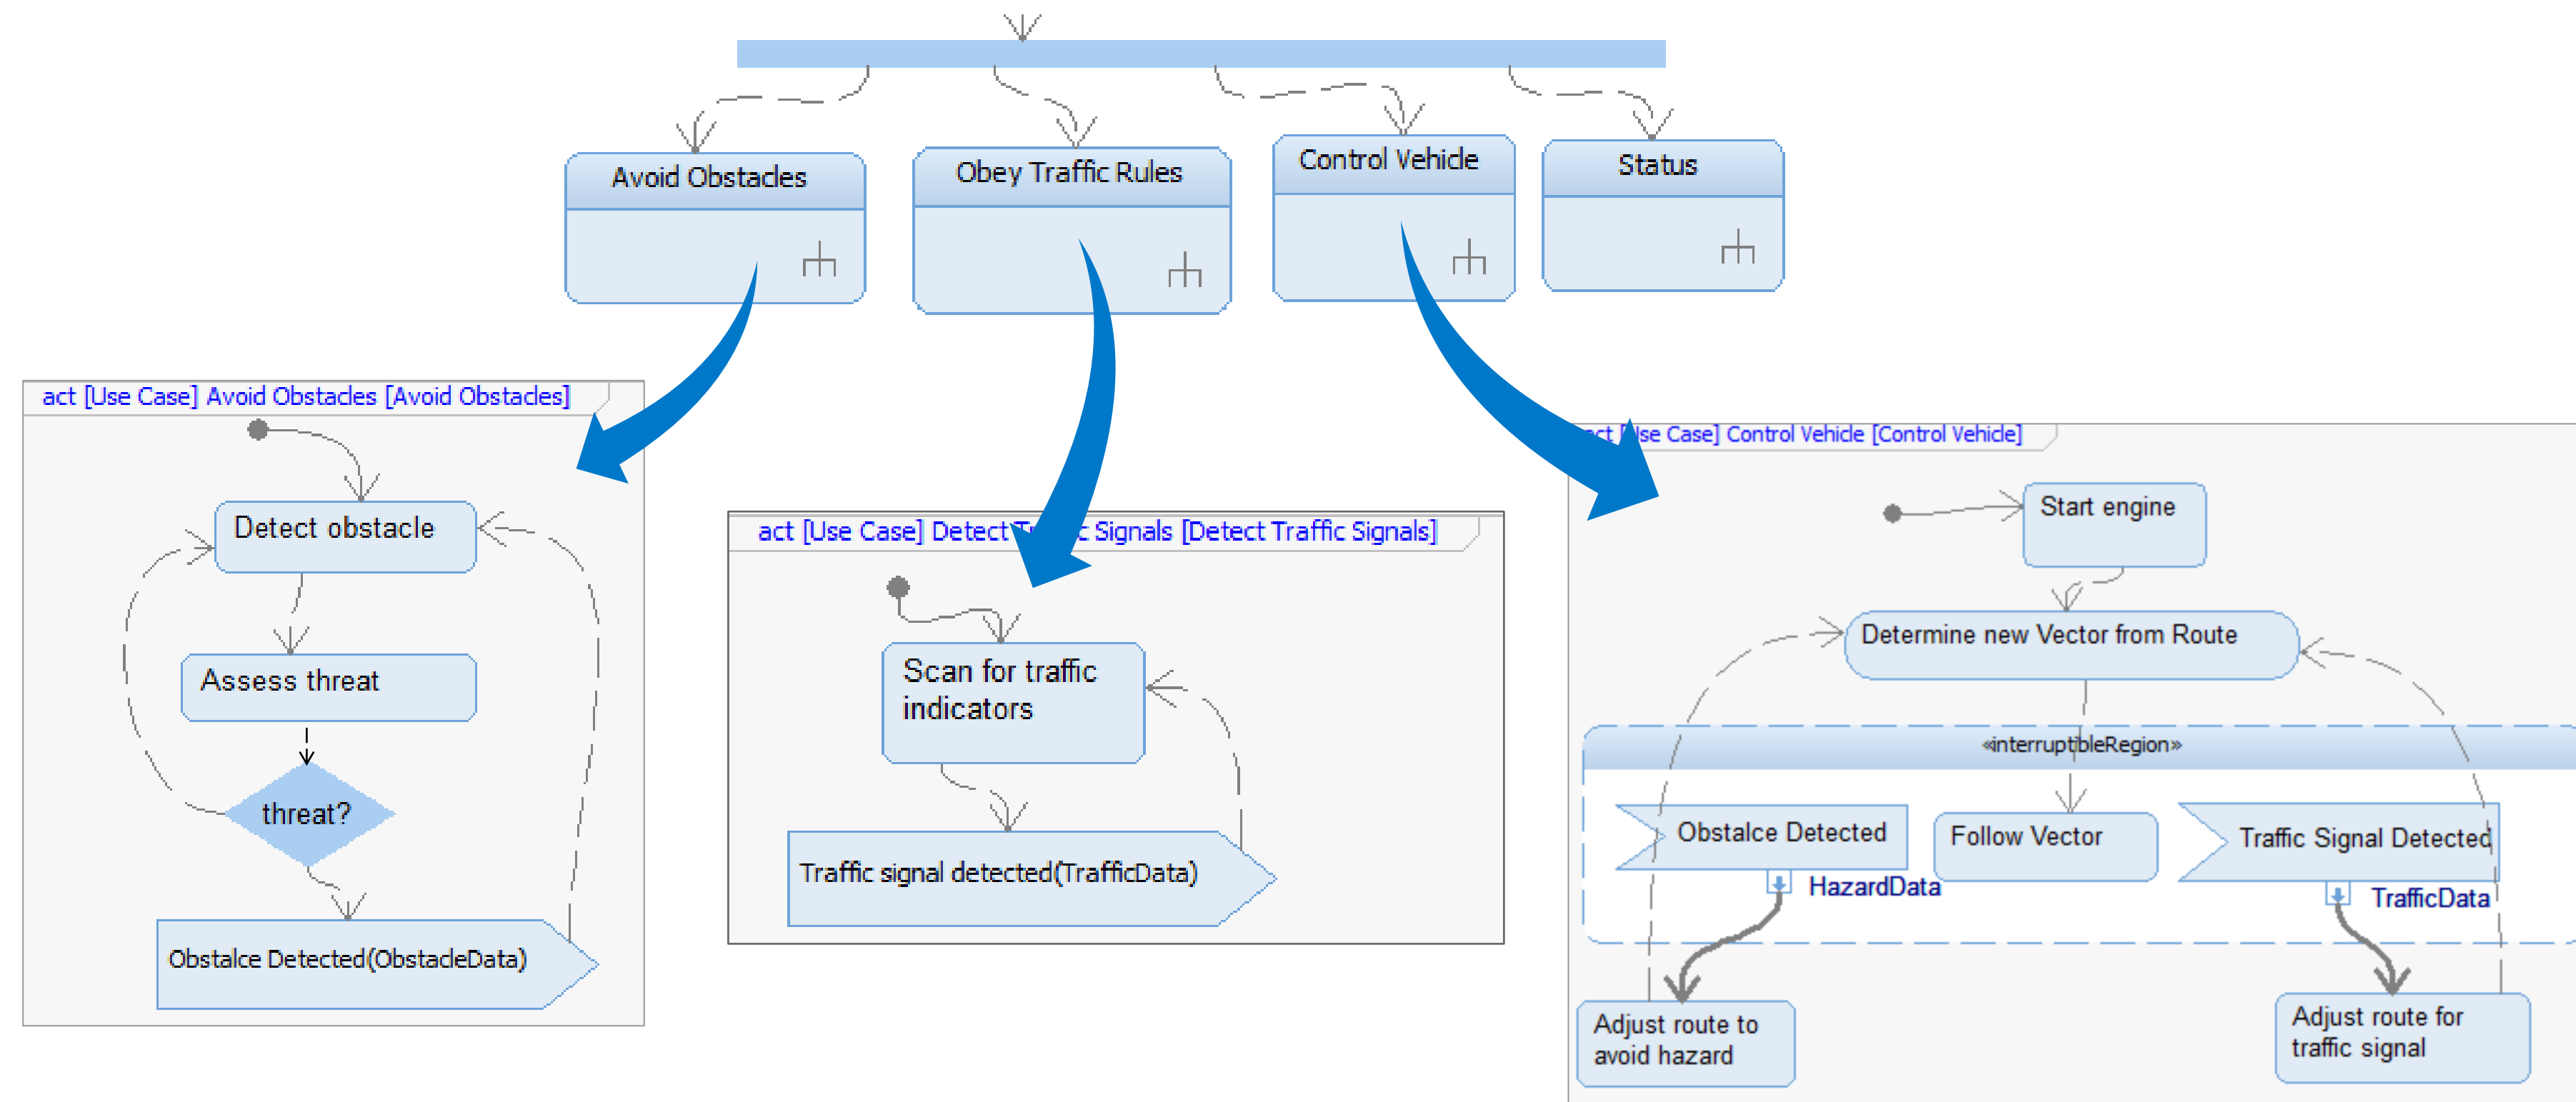 Avoid Obstacles
Obey Traffic Rules
Control Vehicle
Status
act [Use Case] Avoid Obstacles [Avoid Obstacles]
Detect obstacle
Assess threat
threat?
Obstalce Detected(ObstacleData)
act [Use Case] Detect Signals [Detect Traffic Signals]
Scan for traffic
indicators
Traffic signal detected(TrafficData)
Case] Control Vehicle [Control Vehicle]
Start engine
Determine new Vector from Route
«interruptibleRegion»
Obstalce Detected
Follow Vector
Traffic Signal Detected
HazardData
TrafficData
Adjust route to
avoid hazard
Adjust route for
traffic signal